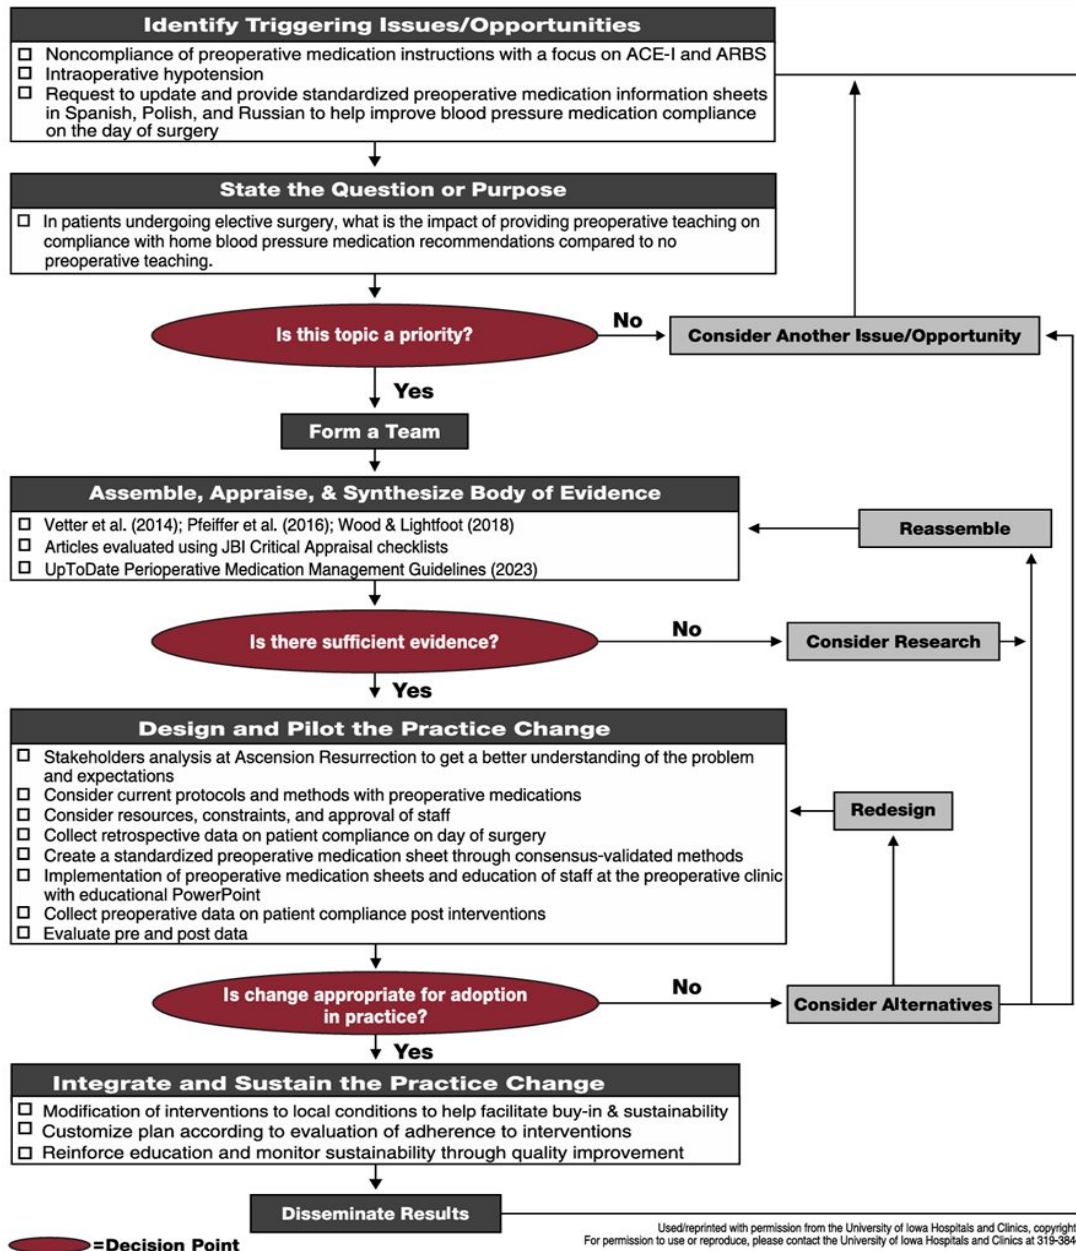 Identify Triggering Issues/Opportunities
Noncompliance of preoperative medication instructions with a focus on ACE-I and ARBS
Intraoperative hypotension
Request to update and provide standardized preoperative medication information sheets
in Spanish, Polish, and Russian to help improve blood pressure medication compliance
on the day of surgery
State the Question or Purpose
In patients undergoing elective surgery, what is the impact of providing preoperative teaching on
compliance with home blood pressure medication recommendations compared to no
preoperative teaching.
Is this topic a priority?
No
Consider Another Issue/Opportunity
Yes
Form a Team
Assemble, Appraise, & Synthesize Body of Evidence
Vetter et al. (2014); Pfeiffer et al. (2016); Wood & Lightfoot (2018)
Articles evaluated using JBI Critical Appraisal checklists
UpToDate Perioperative Medication Management Guidelines (2023)
Reassemble
Is there sufficient evidence?
No
Consider Research
Yes
Design and Pilot the Practice Change
Stakeholders analysis at Ascension Resurrection to get a better understanding of the problem
and expectations
Consider current protocols and methods with preoperative medications
Consider resources, constraints, and approval of staff
Collect retrospective data on patient compliance on day of surgery
Create a standardized preoperative medication sheet through consensus-validated methods
Implementation of preoperative medication sheets and education of staff at the preoperative clinic
with educational PowerPoint
Collect preoperative data on patient compliance post interventions
Evaluate pre and post data
Redesign
Is change appropriate for adoption
in practice?
No
Consider Alternatives
Yes
Integrate and Sustain the Practice Change
Modification of interventions to local conditions to help facilitate buy-in & sustainability
Customize plan according to evaluation of adherence to interventions
Reinforce education and monitor sustainability through quality improvement
Disseminate Results
=Decision Point
Used/reprinted with permission from the University of Iowa Hospitals and Clinics, copyright
For permission to use or reproduce, please contact the University of Iowa Hospitals and Clinics at 319-384